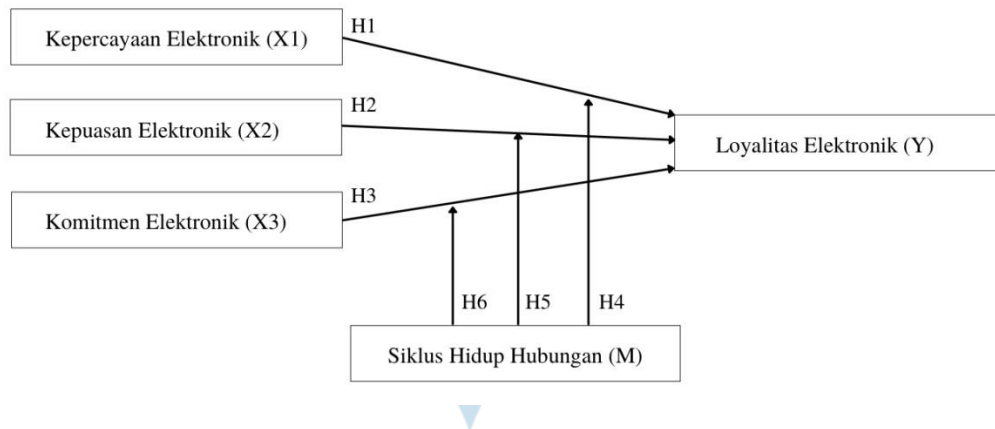 Kepercayaan Elektronik (X1)
H1
Kepuasan Elektronik (X2)
H2
Loyalitas Elektronik (Y)
Komitmen Elektronik (X3)
H3
H6
H5
H4
Siklus Hidup Hubungan (M)